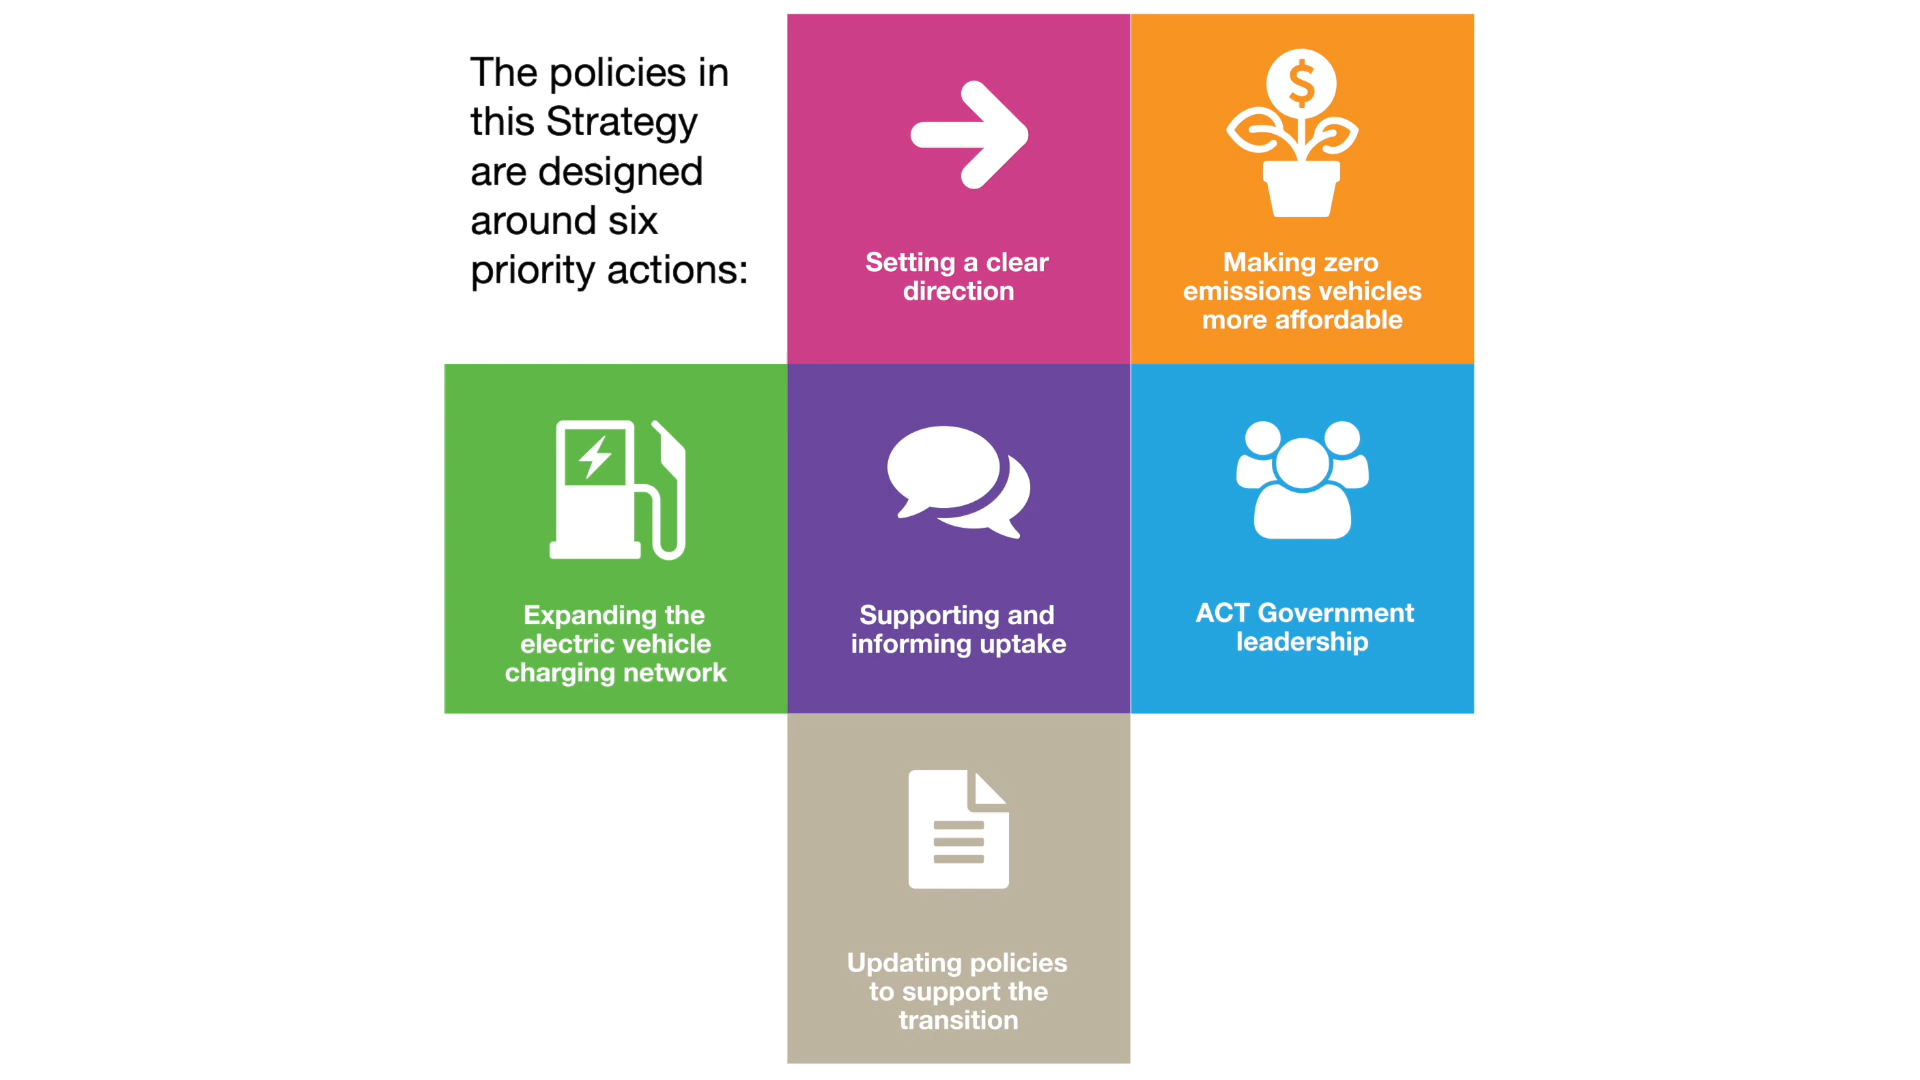 The policies in
this Strategy
are designed
around six
priority actions:
Setting a clear
direction
$
Making zero
emissions vehicles
more affordable
Expanding the
electric vehicle
charging network
Supporting and
informing uptake
ACT Government
leadership
Updating policies
to support the
transition